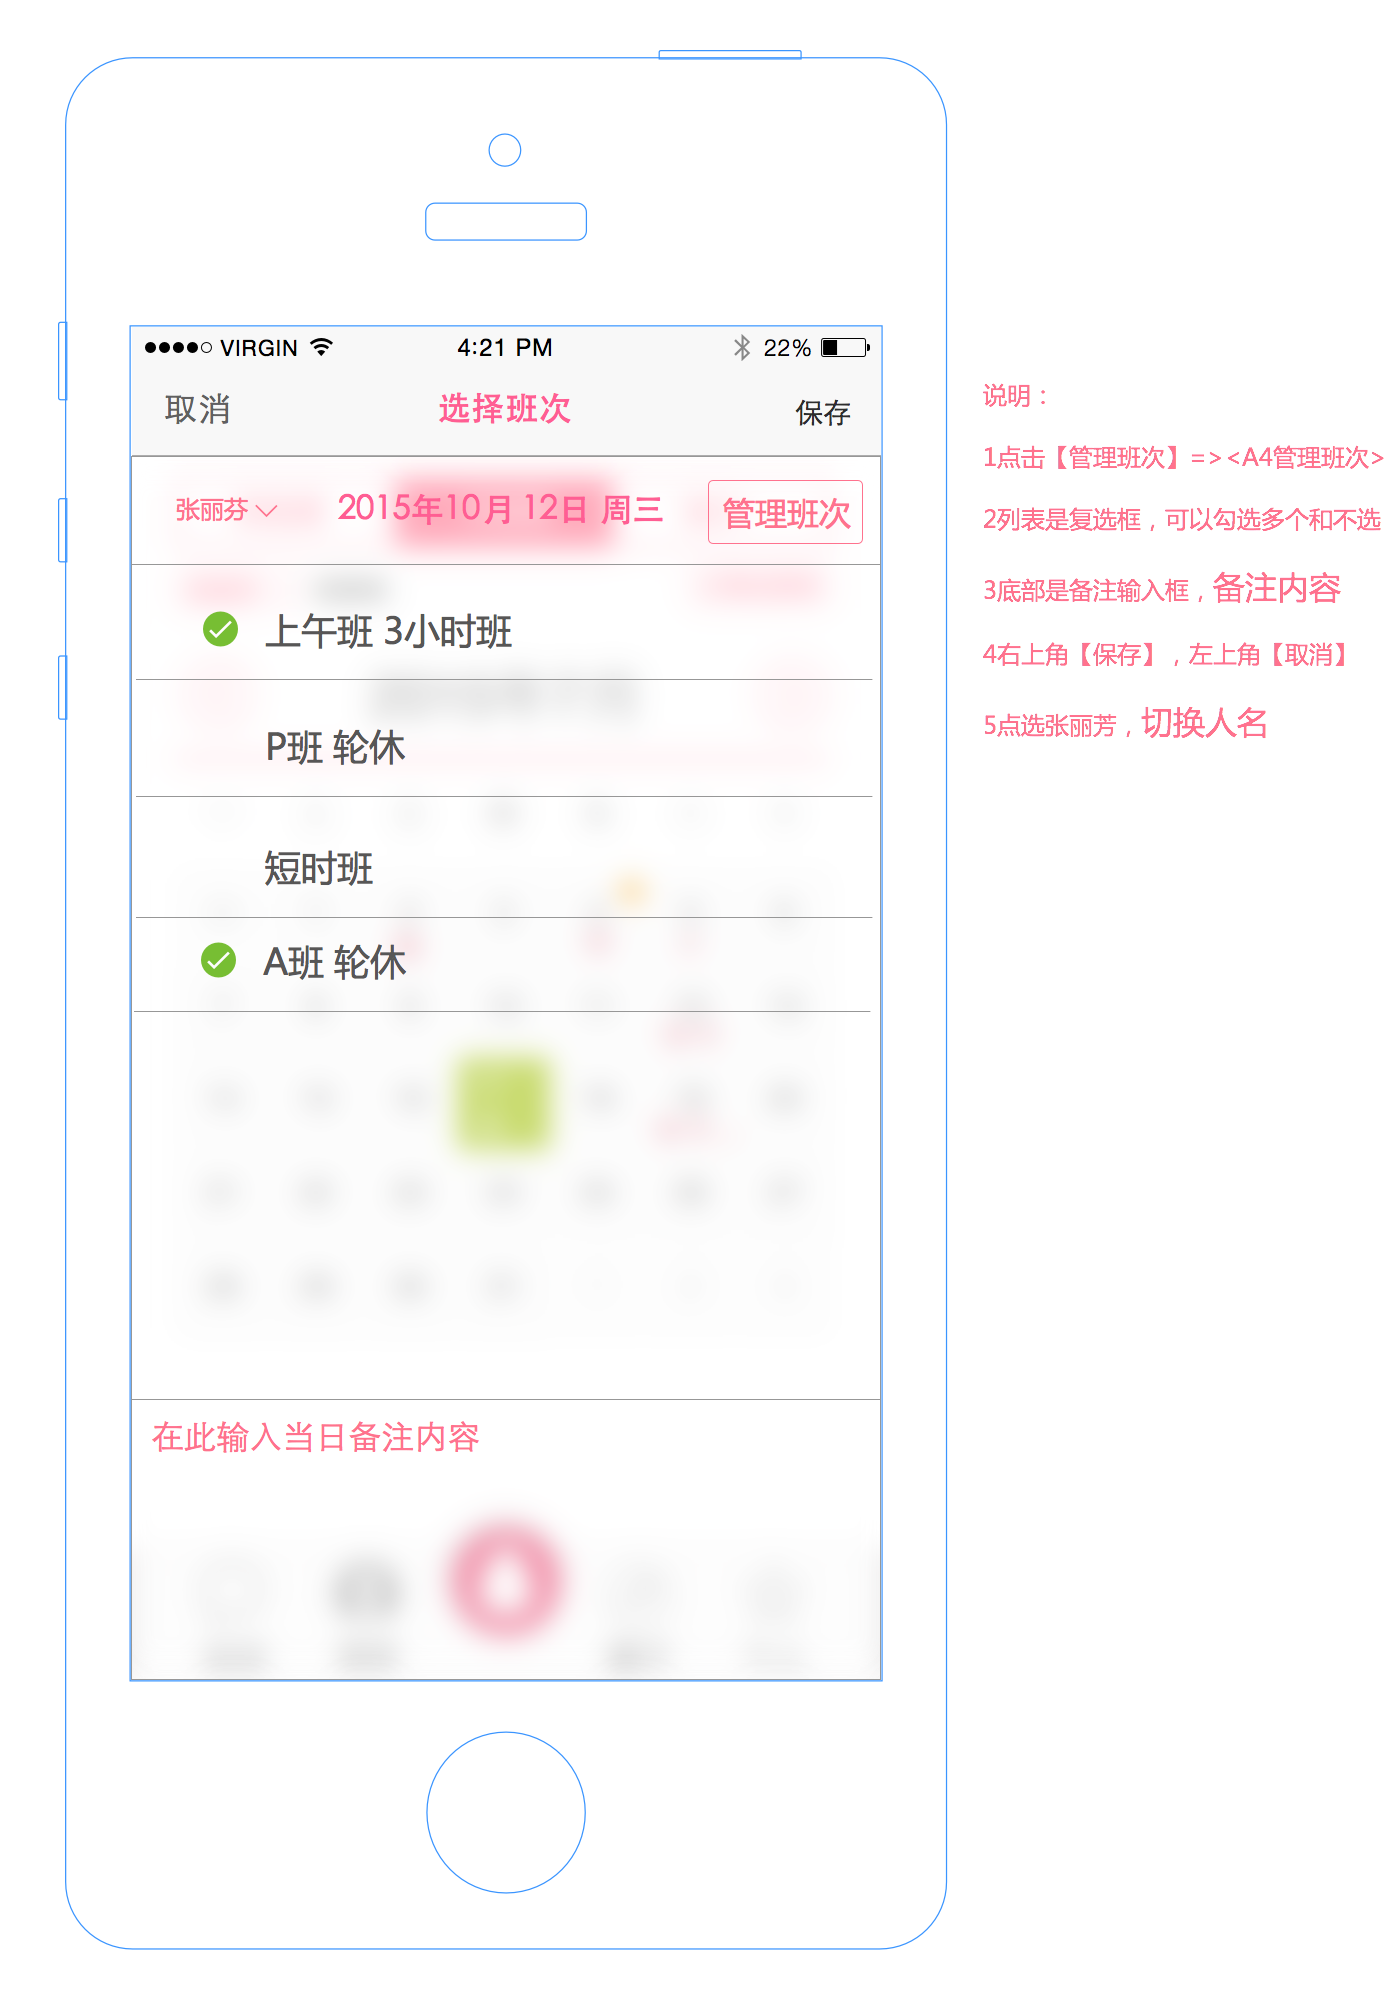 VIRGIN 4:21 PM 22%
取消 选择班次 保存
张丽芬 2015年10月 12日 周三 管理班次
上午班 3小时班
P班 轮休
短时班
A班 轮休
在此输入当日备注内容
说明：
1点击【管理班次】=><A4管理班次>
2列表是复选框，可以勾选多个和不选
3底部是备注输入框，备注内容
4右上角【保存】，左上角【取消】
5点选张丽芳，切换人名